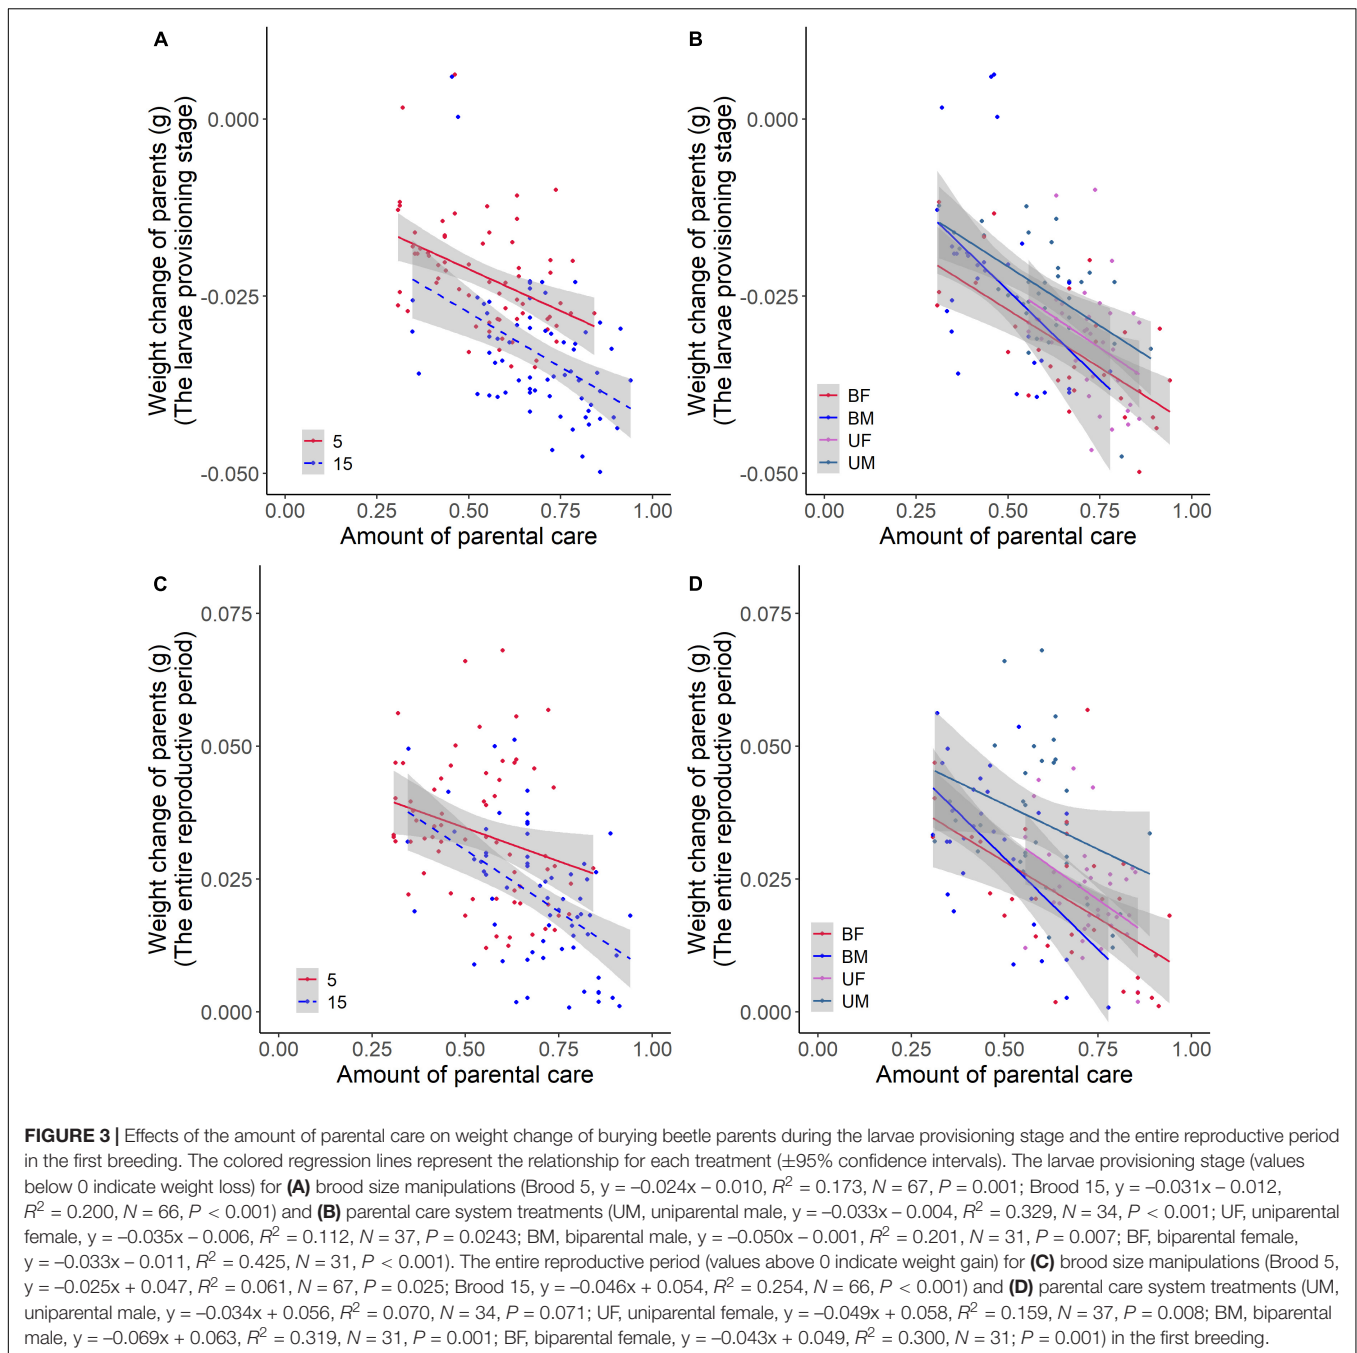 A
Weight change of parents (g)
(The larvae provisioning stage)
0.000
-0.025
-0.050
5
15
0.00 0.25 0.50 0.75 1.00
Amount of parental care
B
Weight change of parents (g)
(The larvae provisioning stage)
0.000
-0.025
-0.050
BF
BM
UF
UM
0.00 0.25 0.50 0.75 1.00
Amount of parental care
C
Weight change of parents (g)
(The entire reproductive period)
0.075
0.050
0.025
0.000
5
15
0.00 0.25 0.50 0.75 1.00
Amount of parental care
D
Weight change of parents (g)
(The entire reproductive period)
0.075
0.050
0.025
0.000
BF
BM
UF
UM
0.00 0.25 0.50 0.75 1.00
Amount of parental care
FIGURE 3 | Effects of the amount of parental care on weight change of burying beetle parents during the larvae provisioning stage and the entire reproductive period
in the first breeding. The colored regression lines represent the relationship for each treatment (±95% confidence intervals). The larvae provisioning stage (values
below 0 indicate weight loss) for (A) brood size manipulations (Brood 5, y = –0.024x – 0.010, R² = 0.173, N = 67, P = 0.001; Brood 15, y = –0.031x – 0.012,
R² = 0.200, N = 66, P < 0.001) and (B) parental care system treatments (UM, uniparental male, y = –0.033x – 0.004, R² = 0.329, N = 34, P < 0.001; UF, uniparental
female, y = –0.035x – 0.006, R² = 0.112, N = 37, P = 0.0243; BM, biparental male, y = –0.050x – 0.001, R² = 0.201, N = 31, P = 0.007; BF, biparental female,
y = –0.033x – 0.011, R² = 0.425, N = 31, P < 0.001). The entire reproductive period (values above 0 indicate weight gain) for (C) brood size manipulations (Brood 5,
y = –0.025x + 0.047, R² = 0.061, N = 67, P = 0.025; Brood 15, y = –0.046x + 0.054, R² = 0.254, N = 66, P < 0.001) and (D) parental care system treatments (UM,
uniparental male, y = –0.034x + 0.056, R² = 0.070, N = 34, P = 0.071; UF, uniparental female, y = –0.049x + 0.058, R² = 0.159, N = 37, P = 0.008; BM, biparental
male, y = –0.069x + 0.063, R² = 0.319, N = 31, P = 0.001; BF, biparental female, y = –0.043x + 0.049, R² = 0.300, N = 31; P = 0.001) in the first breeding.